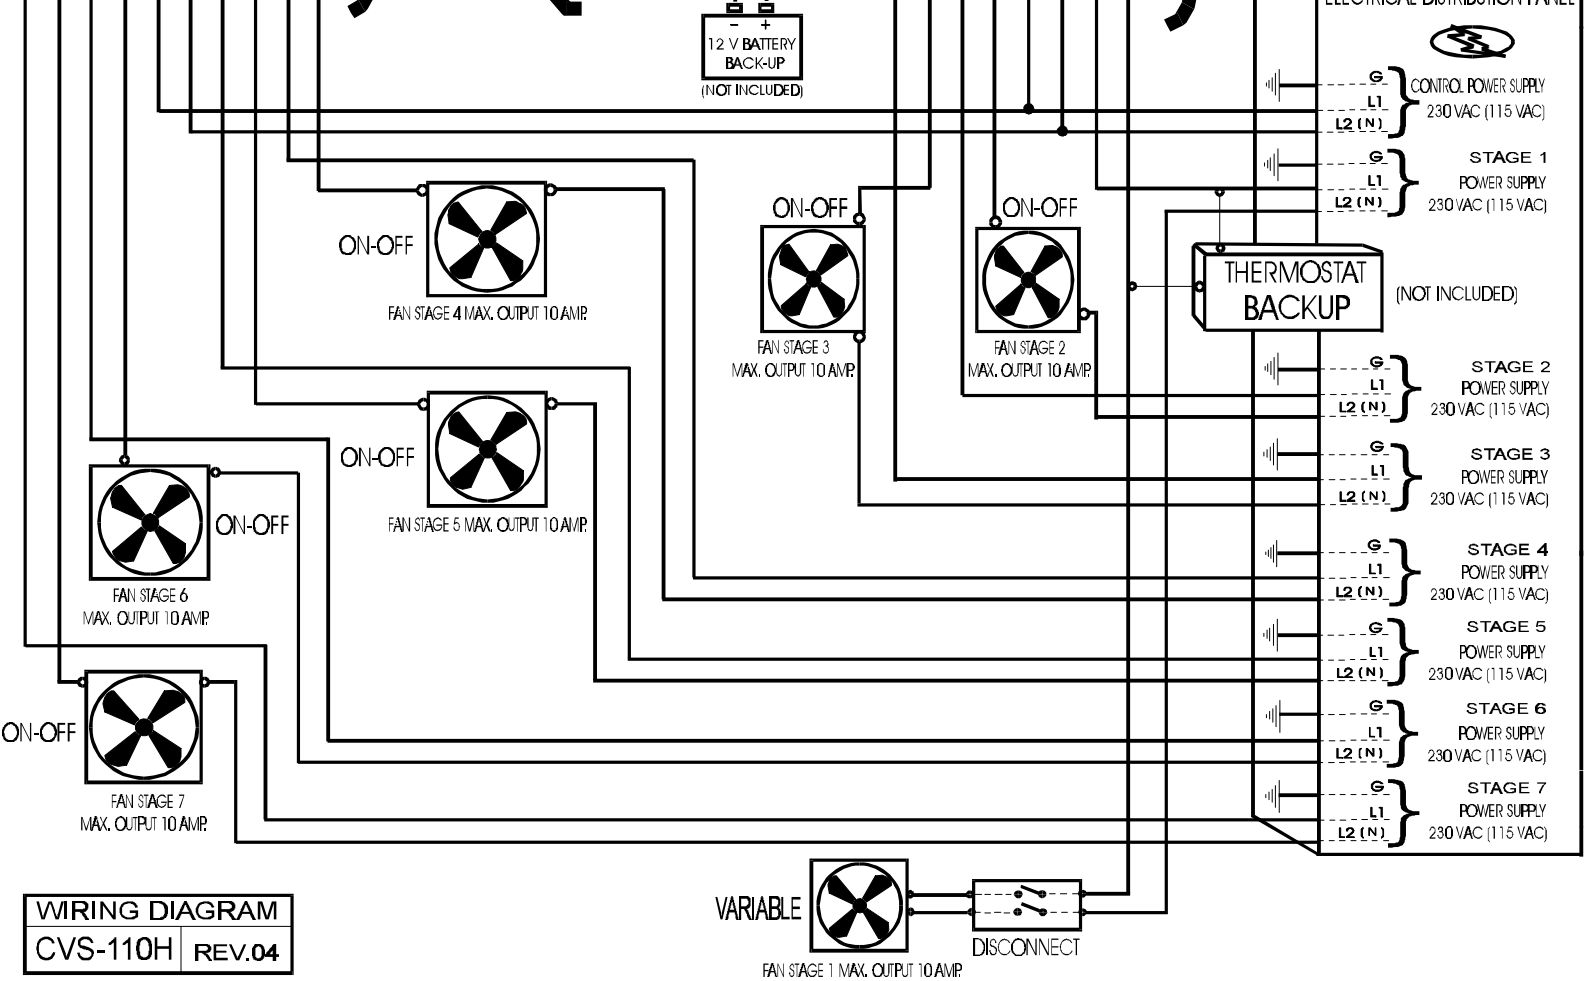 ELECTRICAL DISTRIBUTION PANEL
- +
12 V BATTERY
BACK-UP
(NOT INCLUDED)
G
L1
L2 (N)
CONTROL POWER SUPPLY
230 VAC (115 VAC)
G
L1
L2 (N)
STAGE 1
POWER SUPPLY
230 VAC (115 VAC)
ON-OFF
FAN STAGE 4 MAX. OUTPUT 10 AMP.
ON-OFF
FAN STAGE 3
MAX. OUTPUT 10 AMP.
ON-OFF
FAN STAGE 2
MAX. OUTPUT 10 AMP.
THERMOSTAT
BACKUP
(NOT INCLUDED)
G
L1
L2 (N)
STAGE 2
POWER SUPPLY
230 VAC (115 VAC)
ON-OFF
FAN STAGE 5 MAX. OUTPUT 10 AMP.
G
L1
L2 (N)
STAGE 3
POWER SUPPLY
230 VAC (115 VAC)
ON-OFF
FAN STAGE 6
MAX. OUTPUT 10 AMP.
G
L1
L2 (N)
STAGE 4
POWER SUPPLY
230 VAC (115 VAC)
G
L1
L2 (N)
STAGE 5
POWER SUPPLY
230 VAC (115 VAC)
ON-OFF
FAN STAGE 7
MAX. OUTPUT 10 AMP.
G
L1
L2 (N)
STAGE 6
POWER SUPPLY
230 VAC (115 VAC)
G
L1
L2 (N)
STAGE 7
POWER SUPPLY
230 VAC (115 VAC)
VARIABLE
DISCONNECT
FAN STAGE 1 MAX. OUTPUT 10 AMP.
WIRING DIAGRAM
CVS-110H REV.04